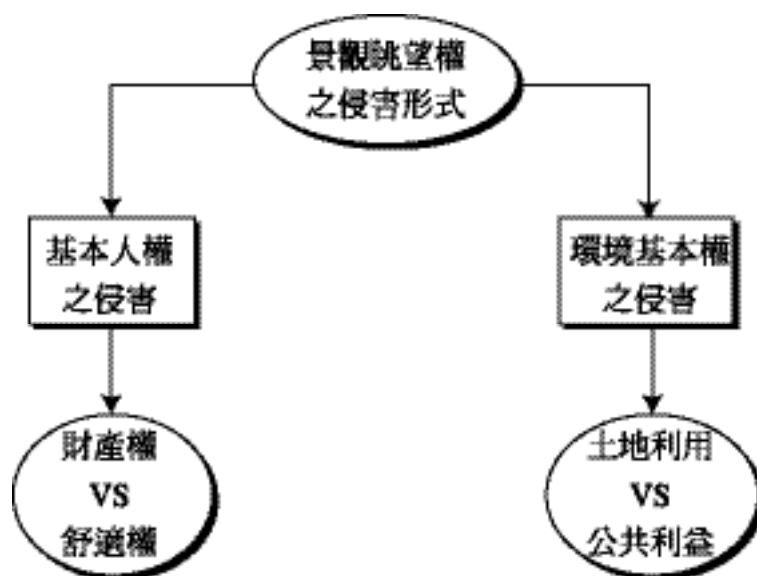 景觀眺望權
之侵害形式
基本人權
之侵害
環境基本權
之侵害
財產權
VS
舒適權
土地利用
VS
公共利益